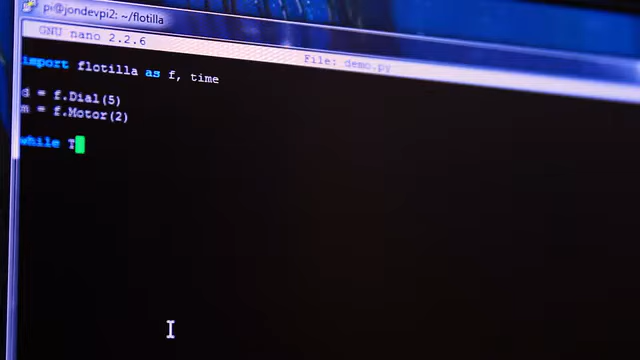 pi@jondevpi2: ~/flotilla
GNU nano 2.2.6
File: demo.py
import flotilla as f, time
d = f.Dial(5)
m = f.Motor(2)
while T